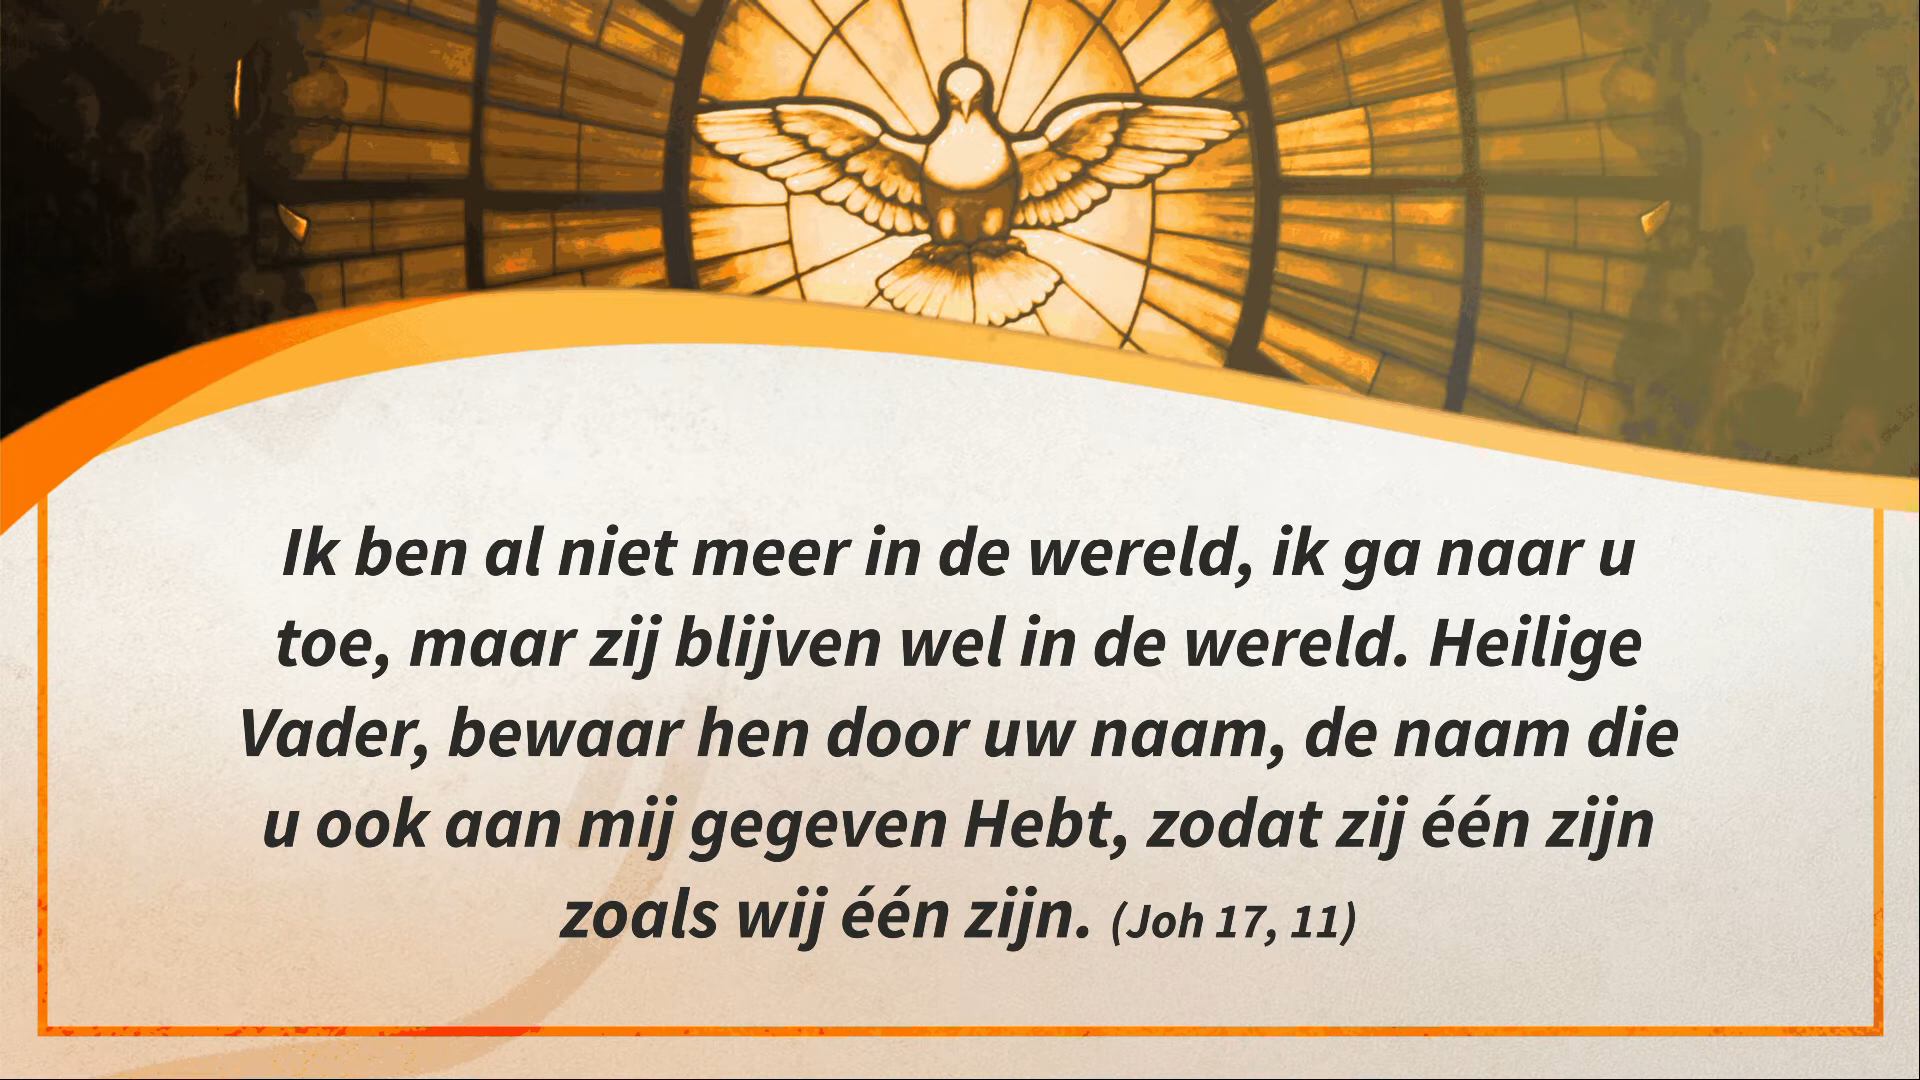 Ik ben al niet meer in de wereld, ik ga naar u
toe, maar zij blijven wel in de wereld. Heilige
Vader, bewaar hen door uw naam, de naam die
u ook aan mij gegeven Hebt, zodat zij één zijn
zoals wij één zijn. (Joh 17, 11)